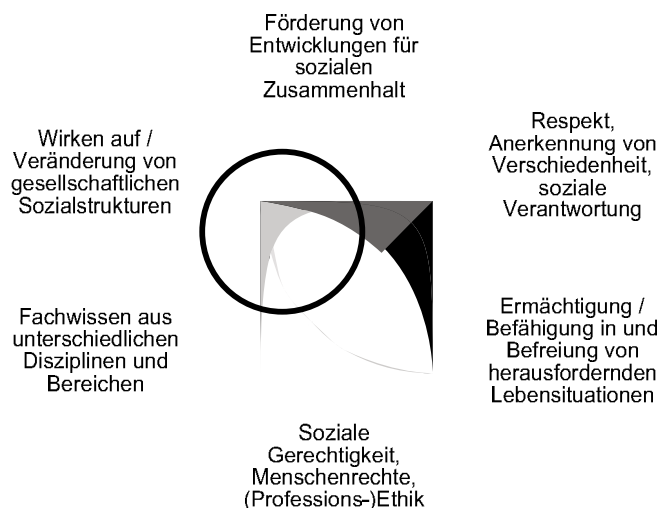 Förderung von
Entwicklungen für
sozialen
Zusammenhalt
Respekt,
Anerkennung von
Verschiedenheit,
soziale
Verantwortung
Ermächtigung /
Befähigung in und
Befreiung von
herausfordernden
Lebensituationen
Soziale
Gerechtigkeit,
Menschenrechte,
(Professions-)Ethik
Fachwissen aus
unterschiedlichen
Disziplinen und
Bereichen
Wirken auf /
Veränderung von
gesellschaftlichen
Sozialstrukturen